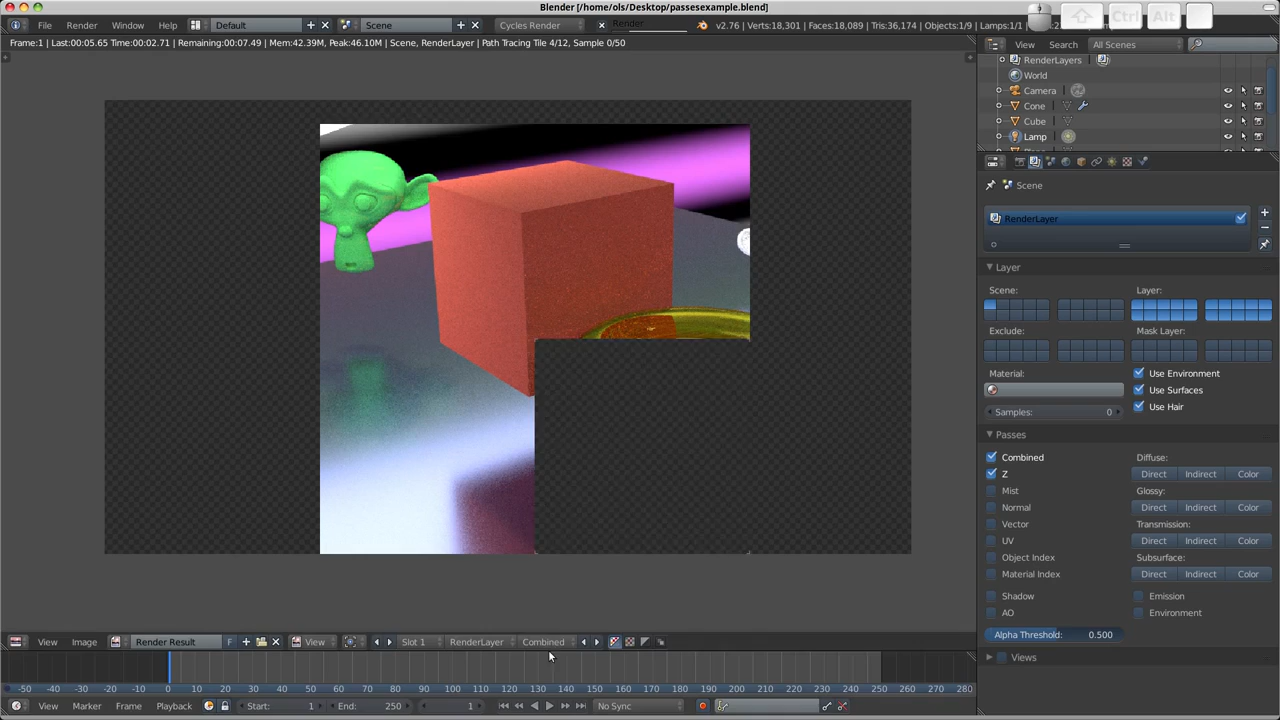 Blender [/home/ols/Desktop/passesexample.blend]
File Render Window Help Default Scene Cycles Render Render v2.76 | Verts:18,301 | Faces:18,089 | Tris:36,174 | Objects:1/9 | Lamps:1/1 Ctrl Alt
Frame:1 | Last:00:05.65 Time:00:02.71 | Remaining:00:07.49 | Mem:42.39M, Peak:46.10M | Scene, RenderLayer | Path Tracing Tile 4/12, Sample 0/50
View Search All Scenes
RenderLayers
World
Camera
Cone
Cube
Lamp
Scene
RenderLayer
Layer
Scene: Layer:
Exclude: Mask Layer:
Material: Use Environment
Use Surfaces
Samples: 0 Use Hair
Passes
Combined Diffuse:
Z Direct Indirect Color
Mist Glossy:
Normal Direct Indirect Color
Vector Transmission:
UV Direct Indirect Color
Object Index Subsurface:
Material Index Direct Indirect Color
Shadow Emission
AO Environment
Alpha Threshold: 0.500
Views
View Image Render Result F View Slot 1 RenderLayer Combined
-50 -40 -30 -20 -10 0 10 20 30 40 50 60 70 80 90 100 110 120 130 140 150 160 170 180 190 200 210 220 230 240 250 260 270 280
View Marker Frame Playback Start: 1 End: 250 1 No Sync